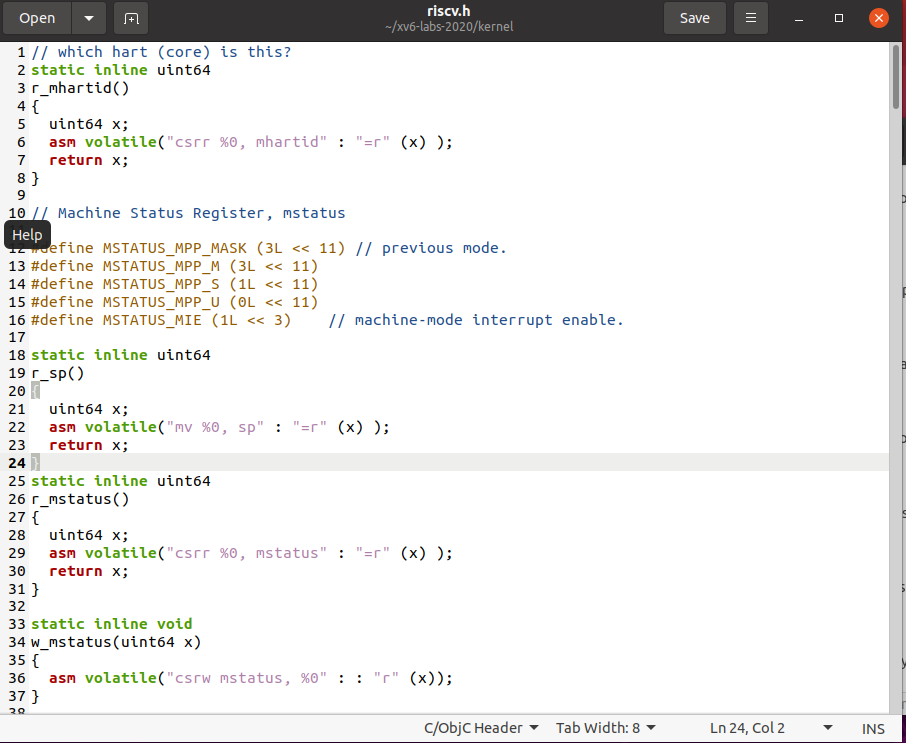 Open
riscv.h
~/xv6-labs-2020/kernel
Save
1 // which hart (core) is this?
2 static inline uint64
3 r_mhartid()
4 {
5   uint64 x;
6   asm volatile("csrr %0, mhartid" : "=r" (x) );
7   return x;
8 }
9
10 // Machine Status Register, mstatus
Help
12 #define MSTATUS_MPP_MASK (3L << 11) // previous mode.
13 #define MSTATUS_MPP_M (3L << 11)
14 #define MSTATUS_MPP_S (1L << 11)
15 #define MSTATUS_MPP_U (0L << 11)
16 #define MSTATUS_MIE (1L << 3)    // machine-mode interrupt enable.
17
18 static inline uint64
19 r_sp()
20 {
21   uint64 x;
22   asm volatile("mv %0, sp" : "=r" (x) );
23   return x;
24 }
25 static inline uint64
26 r_mstatus()
27 {
28   uint64 x;
29   asm volatile("csrr %0, mstatus" : "=r" (x) );
30   return x;
31 }
32
33 static inline void
34 w_mstatus(uint64 x)
35 {
36   asm volatile("csrw mstatus, %0" : : "r" (x));
37 }
38
C/ObjC Header
Tab Width: 8
Ln 24, Col 2
INS